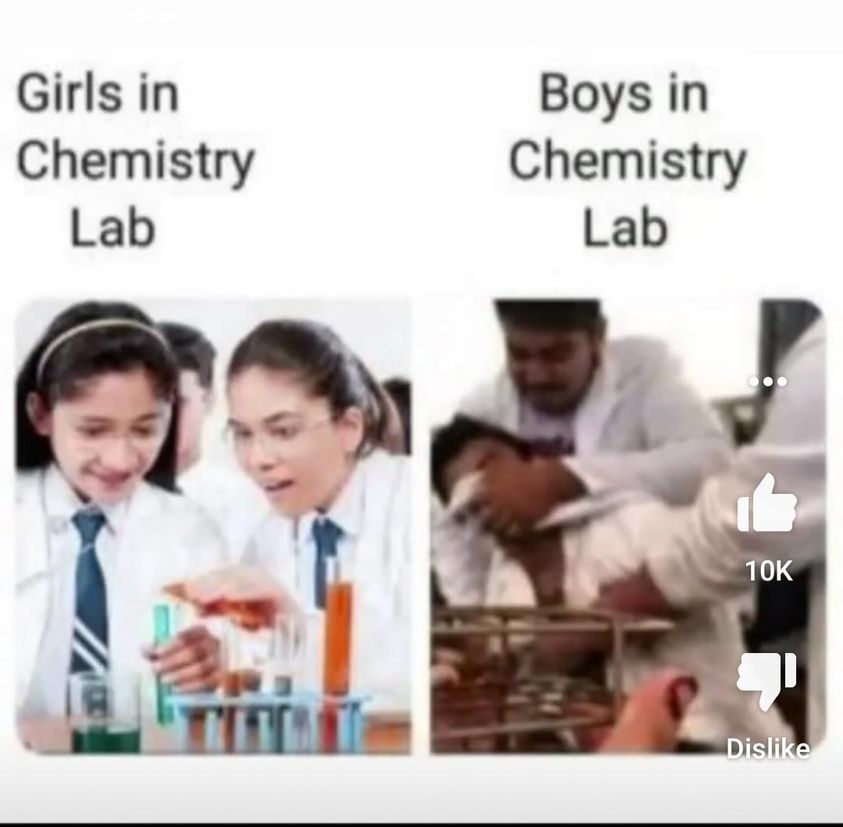 Girls in
Chemistry
Lab
Boys in
Chemistry
Lab
10K
Dislike